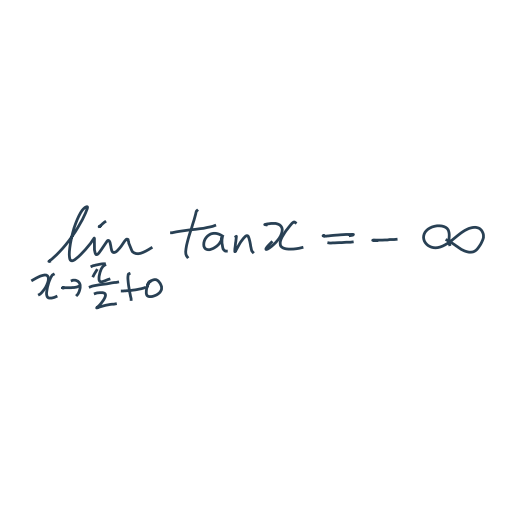 lim tan x = - ∞
x→π/2+0